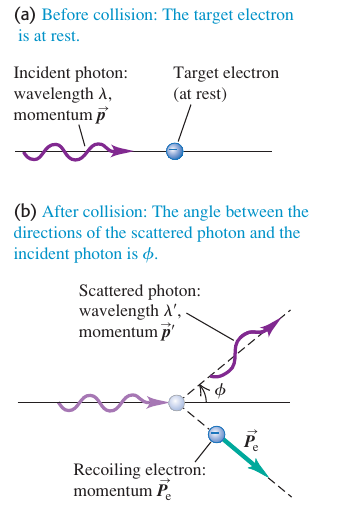 (a) Before collision: The target electron
is at rest.
Incident photon:
wavelength λ,
momentum p⃗
Target electron
(at rest)
−
(b) After collision: The angle between the
directions of the scattered photon and the
incident photon is ϕ.
Scattered photon:
wavelength λ′,
momentum p⃗′
ϕ
−
P⃗e
Recoiling electron:
momentum P⃗e